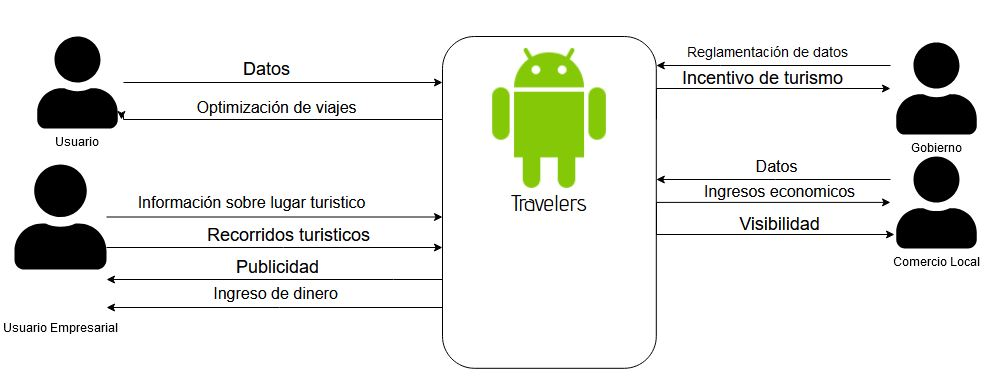 Datos
Optimización de viajes
Usuario
Información sobre lugar turistico
Recorridos turisticos
Publicidad
Ingreso de dinero
Usuario Empresarial
Travelers
Reglamentación de datos
Incentivo de turismo
Gobierno
Datos
Ingresos economicos
Visibilidad
Comercio Local